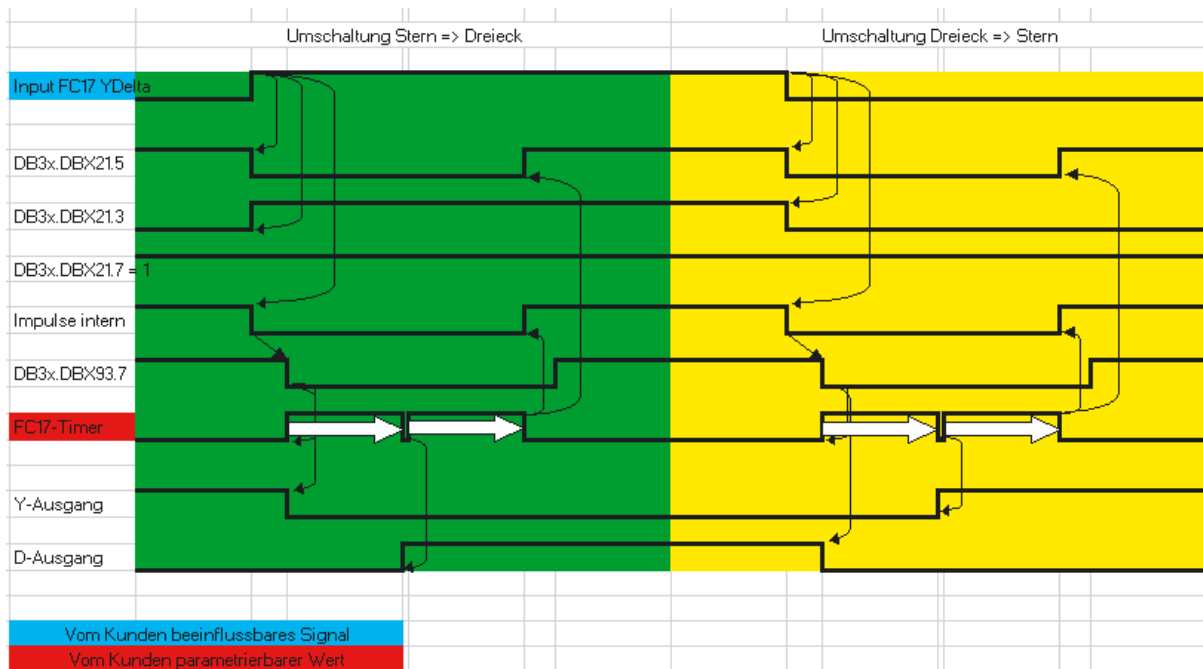 Umschaltung Stern => Dreieck
Umschaltung Dreieck => Stern
Input FC17 YDelta
DB3x.DBX21.5
DB3x.DBX21.3
DB3x.DBX21.7 = 1
Impulse intern
DB3x.DBX93.7
FC17-Timer
Y-Ausgang
D-Ausgang
Vom Kunden beeinflussbares Signal
Vom Kunden parametrierbarer Wert